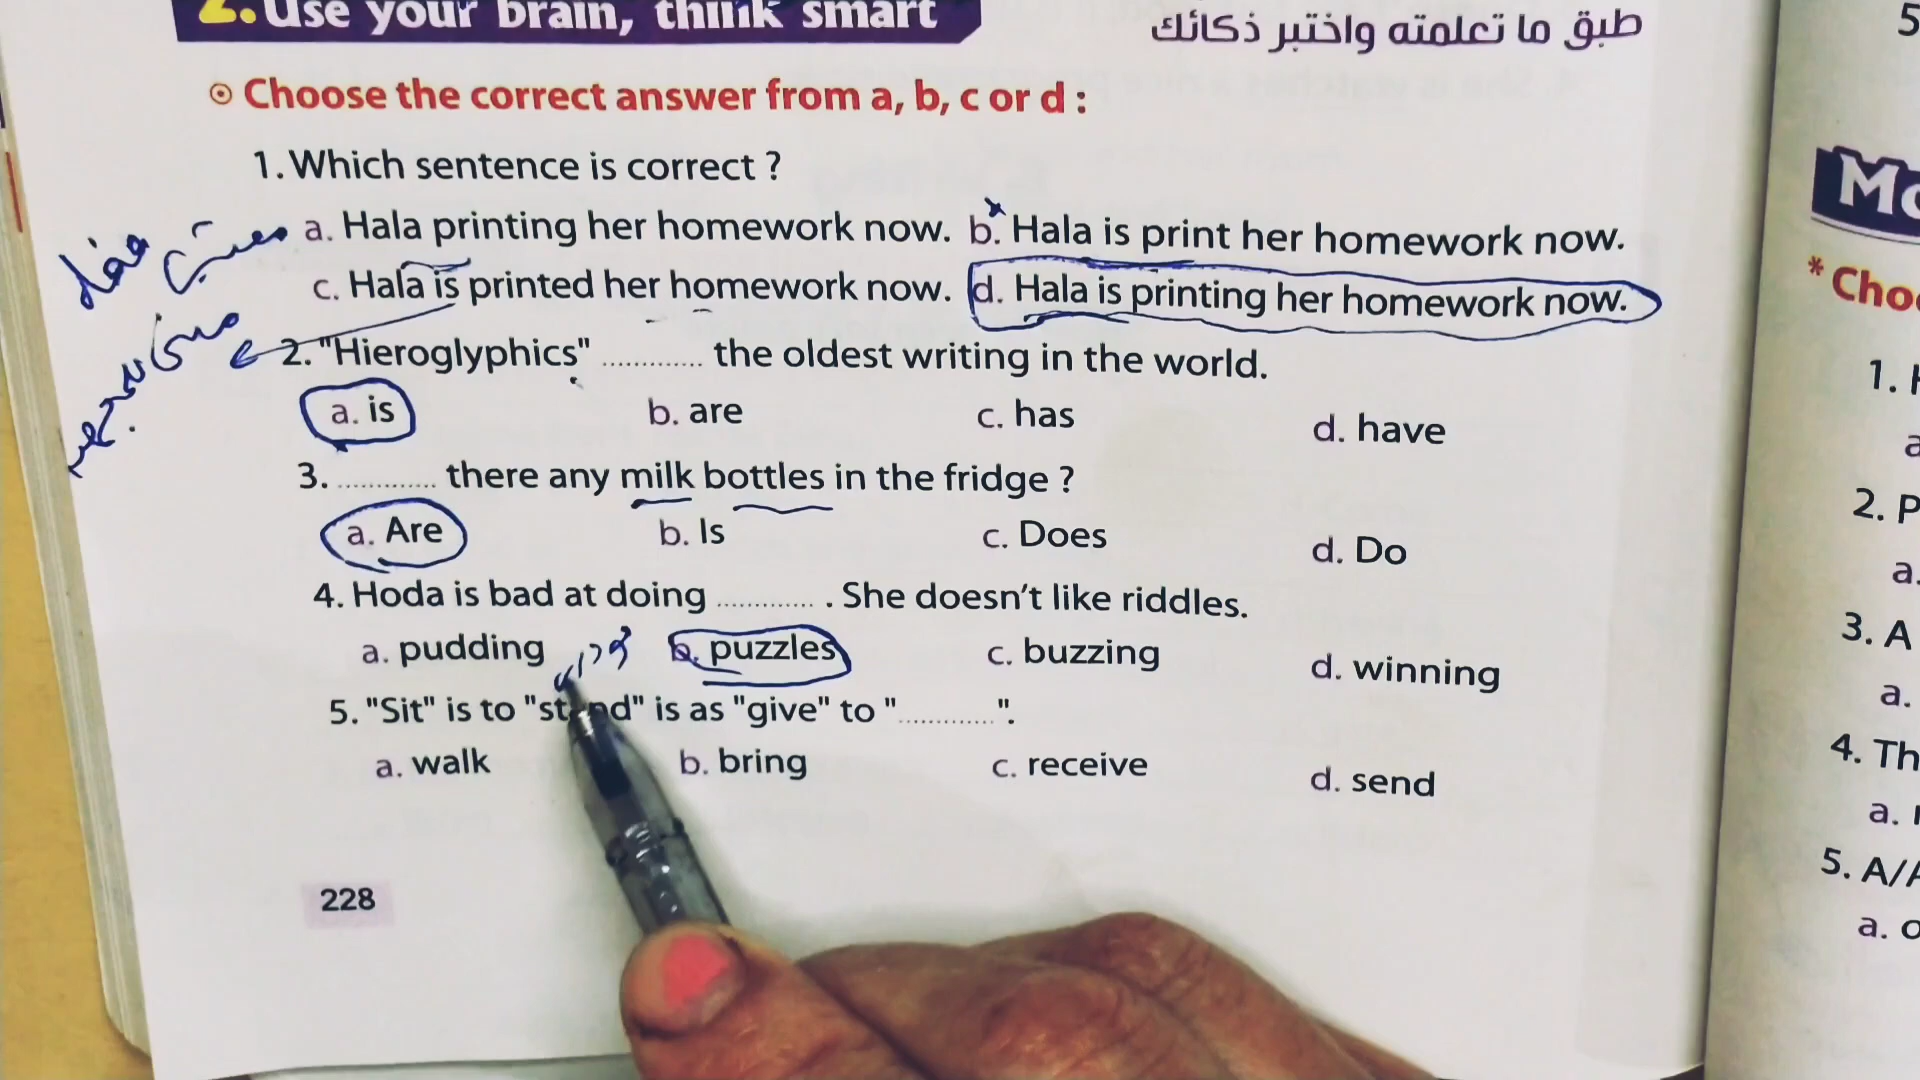 2. Use your brain, think smart
طبق ما تعلمته واختبر ذكائك
Choose the correct answer from a, b, c or d :
1. Which sentence is correct ?
a. Hala printing her homework now. b. Hala is print her homework now.
c. Hala is printed her homework now. d. Hala is printing her homework now.
2. "Hieroglyphics" ............ the oldest writing in the world.
a. is b. are c. has d. have
3. ............ there any milk bottles in the fridge ?
a. Are b. Is c. Does d. Do
4. Hoda is bad at doing ............ . She doesn't like riddles.
a. pudding b. puzzles c. buzzing d. winning
5. "Sit" is to "stand" is as "give" to "............".
a. walk b. bring c. receive d. send
228
5
* Choo
1.
a
2. P
a.
3. A
a.
4. Th
a.
5. A/
a.